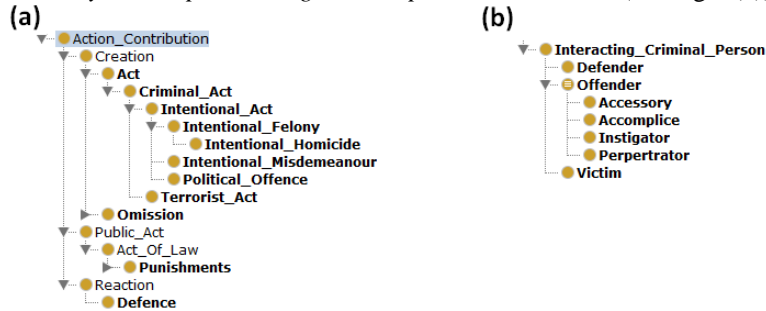 (a)
Action_Contribution
Creation
Act
Criminal_Act
Intentional_Act
Intentional_Felony
Intentional_Homicide
Intentional_Misdemeanour
Political_Offence
Terrorist_Act
Omission
Public_Act
Act_Of_Law
Punishments
Reaction
Defence
(b)
Interacting_Criminal_Person
Defender
Offender
Accessory
Accomplice
Instigator
Perpertrator
Victim